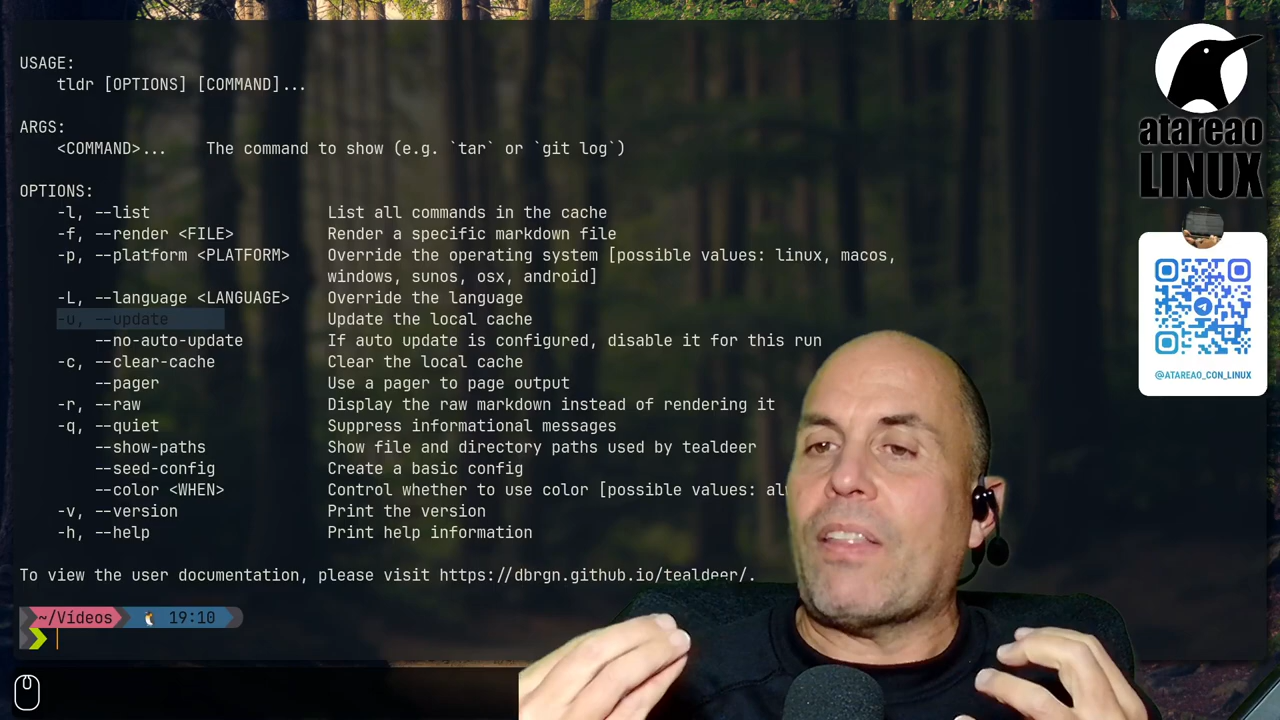 USAGE:
tldr [OPTIONS] [COMMAND]...
ARGS:
<COMMAND>... The command to show (e.g. `tar` or `git log`)
OPTIONS:
-l, --list List all commands in the cache
-f, --render <FILE> Render a specific markdown file
-p, --platform <PLATFORM> Override the operating system [possible values: linux, macos,
windows, sunos, osx, android]
-L, --language <LANGUAGE> Override the language
-u, --update Update the local cache
--no-auto-update If auto update is configured, disable it for this run
-c, --clear-cache Clear the local cache
--pager Use a pager to page output
-r, --raw Display the raw markdown instead of rendering it
-q, --quiet Suppress informational messages
--show-paths Show file and directory paths used by tealdeer
--seed-config Create a basic config
--color <WHEN> Control whether to use color [possible values:
-v, --version Print the version
-h, --help Print help information
To view the user documentation, please visit https://dbrgn.github.io/tealdeer/.
~/Vídeos 19:10
atareao
LINUX
@ATAREAO_CON_LINUX